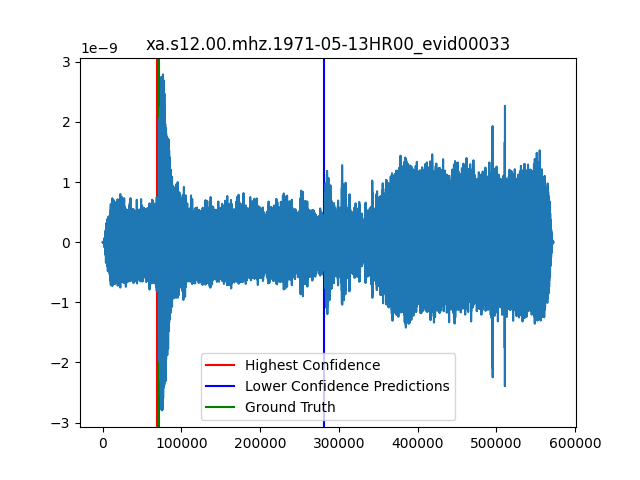 xa.s12.00.mhz.1971-05-13HR00_evid00033
1e−9
3
2
1
0
−1
−2
−3
Highest Confidence
Lower Confidence Predictions
Ground Truth
0 100000 200000 300000 400000 500000 600000